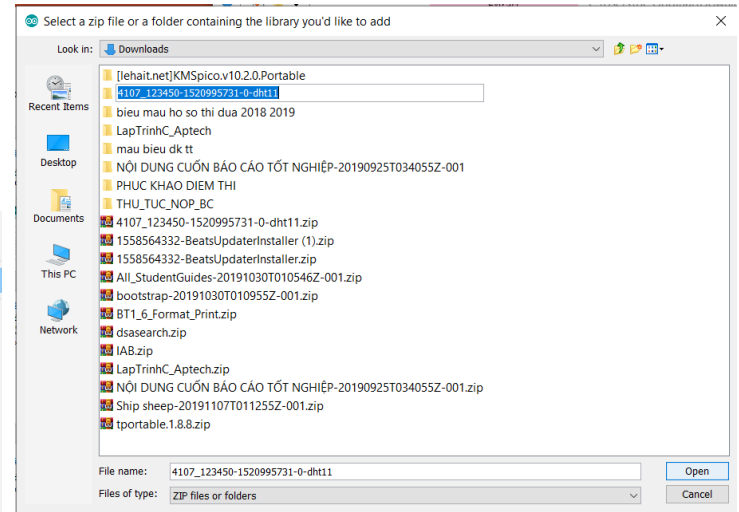 Select a zip file or a folder containing the library you'd like to add
Look in: Downloads
Recent Items
Desktop
Documents
This PC
Network
[lehait.net]KMSpico.v10.2.0.Portable
4107_123450-1520995731-0-dht11
bieu mau ho so thi dua 2018 2019
LapTrinhC_Aptech
mau bieu dk tt
NỘI DUNG CUỐN BÁO CÁO TỐT NGHIỆP-20190925T034055Z-001
PHUC KHAO DIEM THI
THU_TUC_NOP_BC
4107_123450-1520995731-0-dht11.zip
1558564332-BeatsUpdaterInstaller (1).zip
1558564332-BeatsUpdaterInstaller.zip
All_StudentGuides-20191030T010546Z-001.zip
bootstrap-20191030T010955Z-001.zip
BT1_6_Format_Print.zip
dsasearch.zip
IAB.zip
LapTrinhC_Aptech.zip
NỘI DUNG CUỐN BÁO CÁO TỐT NGHIỆP-20190925T034055Z-001.zip
Ship sheep-20191107T011255Z-001.zip
tportable.1.8.8.zip
File name: 4107_123450-1520995731-0-dht11
Open
Files of type: ZIP files or folders
Cancel